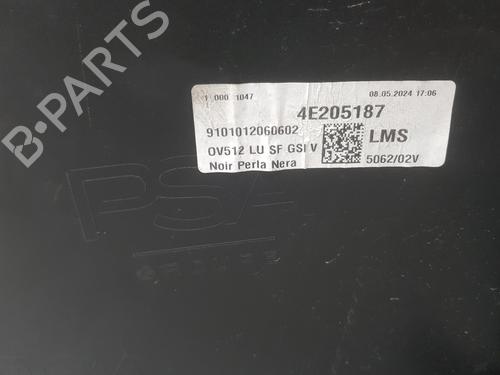 1 000 1047
08.05.2024 17:06
4E205187
9101012060602
LMS
OV512 LU SF GSI V
5062/02V
Noir Perla Nera
PSA
GROUPE
B-PARTS